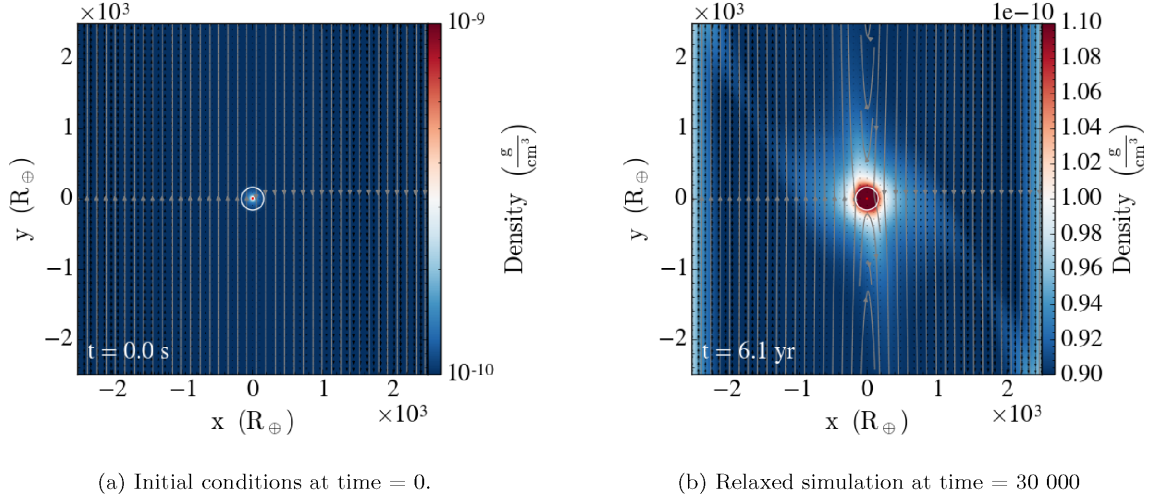 ×10³
10⁻⁹
2
1
0
−1
−2
y (R⊕)
t = 0.0 s
10⁻¹⁰
Density (g/cm³)
−2 −1 0 1 2
×10³
x (R⊕)
(a) Initial conditions at time = 0.
×10³
1e−10
2
1
0
−1
−2
y (R⊕)
t = 6.1 yr
1.10
1.08
1.06
1.04
1.02
1.00
0.98
0.96
0.94
0.92
0.90
Density (g/cm³)
−2 −1 0 1 2
×10³
x (R⊕)
(b) Relaxed simulation at time = 30 000